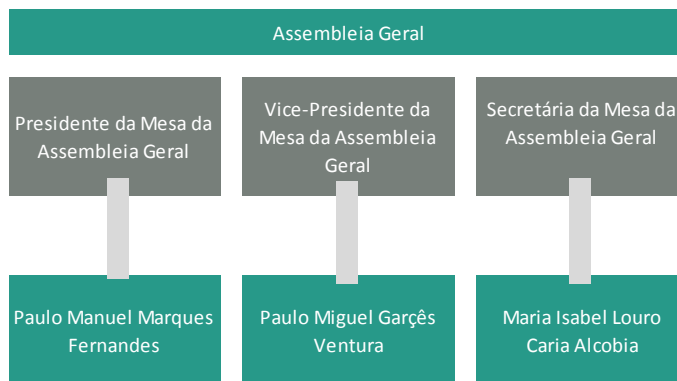 Assembleia Geral
Presidente da Mesa da
Assembleia Geral
Vice-Presidente da
Mesa da Assembleia
Geral
Secretária da Mesa da
Assembleia Geral
Paulo Manuel Marques
Fernandes
Paulo Miguel Garçês
Ventura
Maria Isabel Louro
Caria Alcobia